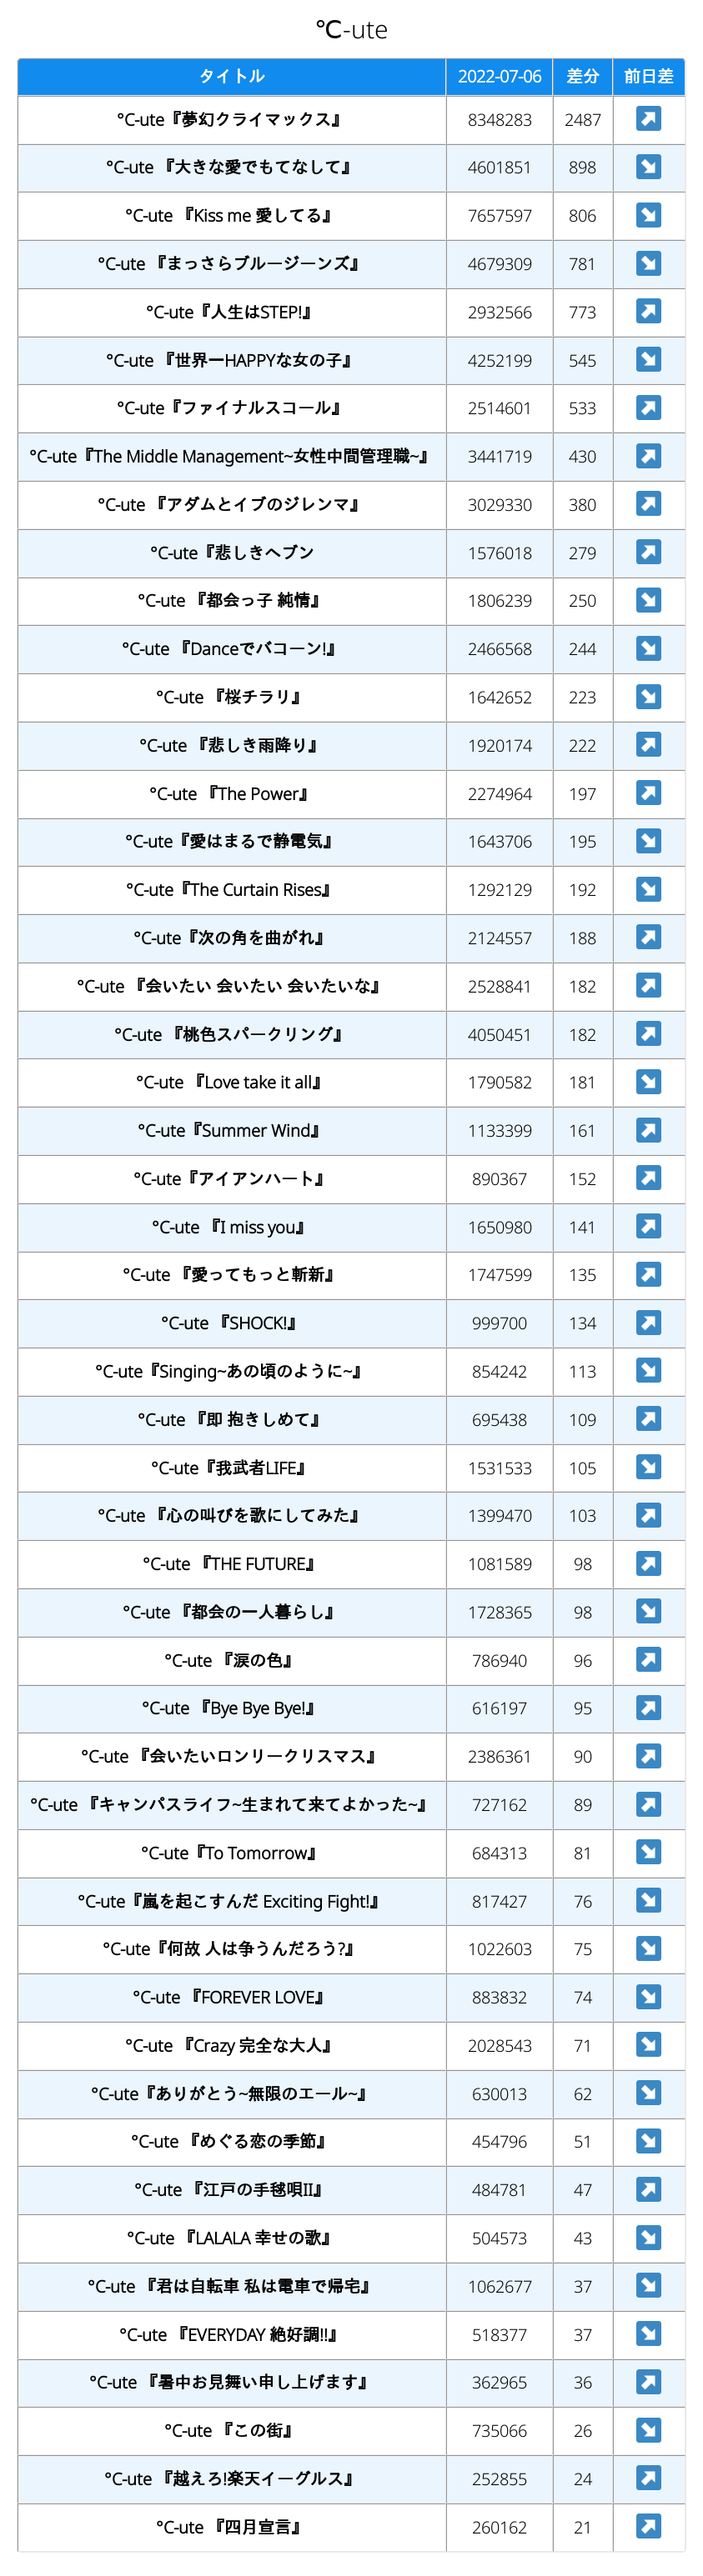 ℃-ute
タイトル 2022-07-06 差分 前日差
°C-ute『夢幻クライマックス』 8348283 2487 ↗
°C-ute 『大きな愛でもてなして』 4601851 898 ↘
°C-ute 『Kiss me 愛してる』 7657597 806 ↘
°C-ute 『まっさらブルージーンズ』 4679309 781 ↘
°C-ute『人生はSTEP!』 2932566 773 ↗
°C-ute 『世界一HAPPYな女の子』 4252199 545 ↘
°C-ute『ファイナルスコール』 2514601 533 ↗
°C-ute『The Middle Management~女性中間管理職~』 3441719 430 ↗
°C-ute 『アダムとイブのジレンマ』 3029330 380 ↗
°C-ute『悲しきヘブン 1576018 279 ↗
°C-ute 『都会っ子 純情』 1806239 250 ↘
°C-ute 『Danceでバコーン!』 2466568 244 ↘
°C-ute 『桜チラリ』 1642652 223 ↘
°C-ute 『悲しき雨降り』 1920174 222 ↗
°C-ute 『The Power』 2274964 197 ↗
°C-ute『愛はまるで静電気』 1643706 195 ↘
°C-ute『The Curtain Rises』 1292129 192 ↘
°C-ute『次の角を曲がれ』 2124557 188 ↗
°C-ute 『会いたい 会いたい 会いたいな』 2528841 182 ↗
°C-ute 『桃色スパークリング』 4050451 182 ↗
°C-ute 『Love take it all』 1790582 181 ↘
°C-ute『Summer Wind』 1133399 161 ↗
°C-ute『アイアンハート』 890367 152 ↗
°C-ute 『I miss you』 1650980 141 ↗
°C-ute 『愛ってもっと斬新』 1747599 135 ↗
°C-ute 『SHOCK!』 999700 134 ↗
°C-ute『Singing~あの頃のように~』 854242 113 ↘
°C-ute 『即 抱きしめて』 695438 109 ↗
°C-ute『我武者LIFE』 1531533 105 ↘
°C-ute 『心の叫びを歌にしてみた』 1399470 103 ↗
°C-ute 『THE FUTURE』 1081589 98 ↗
°C-ute 『都会の一人暮らし』 1728365 98 ↘
°C-ute 『涙の色』 786940 96 ↗
°C-ute 『Bye Bye Bye!』 616197 95 ↗
°C-ute 『会いたいロンリークリスマス』 2386361 90 ↗
°C-ute 『キャンパスライフ~生まれて来てよかった~』 727162 89 ↗
°C-ute『To Tomorrow』 684313 81 ↘
°C-ute『嵐を起こすんだ Exciting Fight!』 817427 76 ↘
°C-ute『何故 人は争うんだろう?』 1022603 75 ↘
°C-ute 『FOREVER LOVE』 883832 74 ↘
°C-ute 『Crazy 完全な大人』 2028543 71 ↘
°C-ute『ありがとう~無限のエール~』 630013 62 ↘
°C-ute 『めぐる恋の季節』 454796 51 ↘
°C-ute 『江戸の手毬唄II』 484781 47 ↗
°C-ute 『LALALA 幸せの歌』 504573 43 ↘
°C-ute 『君は自転車 私は電車で帰宅』 1062677 37 ↘
°C-ute 『EVERYDAY 絶好調!!』 518377 37 ↘
°C-ute 『暑中お見舞い申し上げます』 362965 36 ↗
°C-ute 『この街』 735066 26 ↘
°C-ute 『越えろ!楽天イーグルス』 252855 24 ↗
°C-ute 『四月宣言』 260162 21 ↗